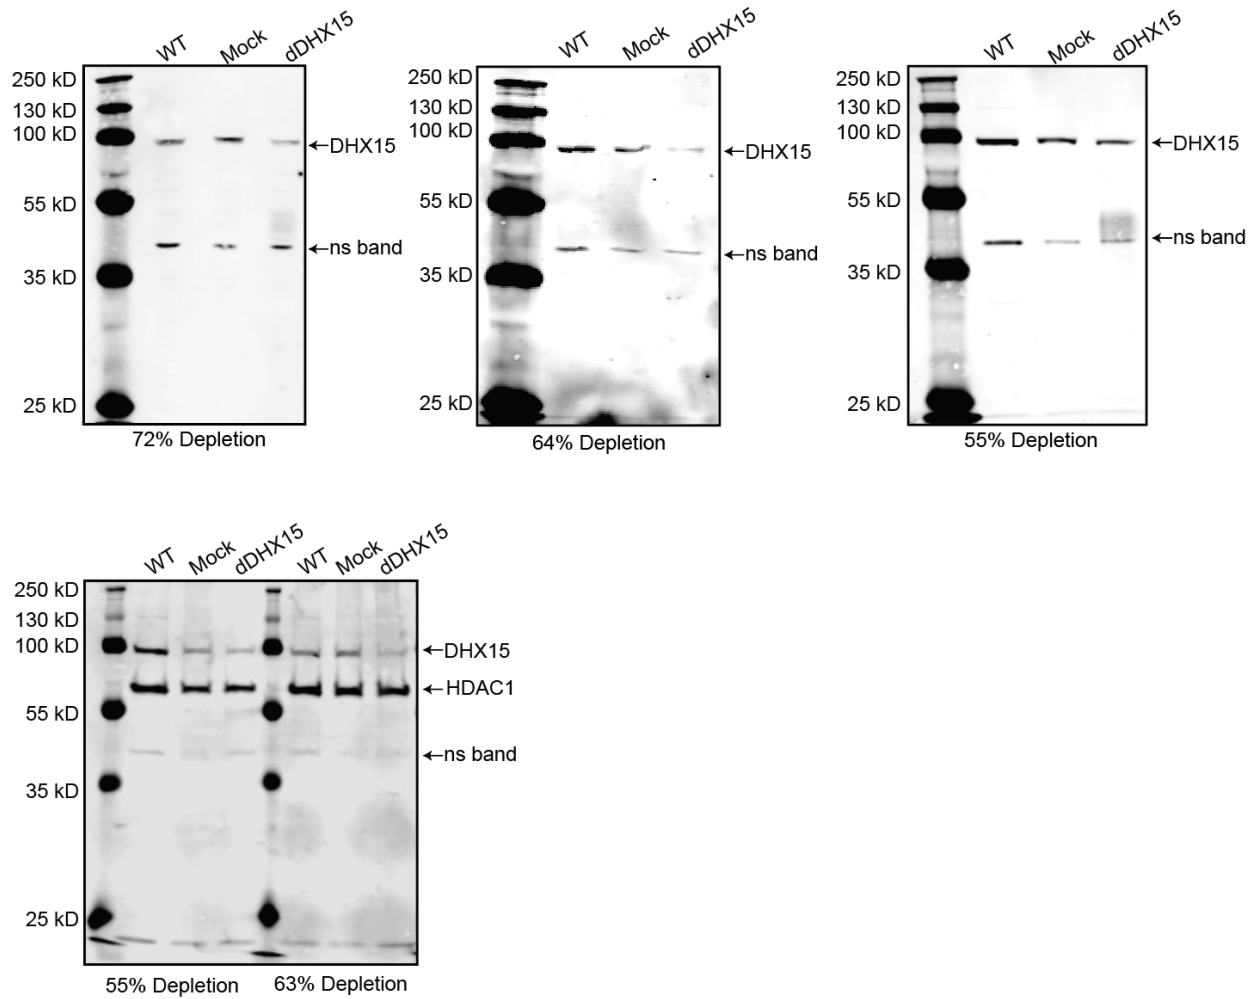 WT Mock dDHX15
250 kD
130 kD
100 kD
←DHX15
55 kD
←ns band
35 kD
25 kD
72% Depletion
WT Mock dDHX15
250 kD
130 kD
100 kD
←DHX15
55 kD
←ns band
35 kD
25 kD
64% Depletion
WT Mock dDHX15
250 kD
130 kD
100 kD
←DHX15
55 kD
←ns band
35 kD
25 kD
55% Depletion
WT Mock dDHX15 WT Mock dDHX15
250 kD
130 kD
100 kD
←DHX15
←HDAC1
55 kD
←ns band
35 kD
25 kD
55% Depletion 63% Depletion